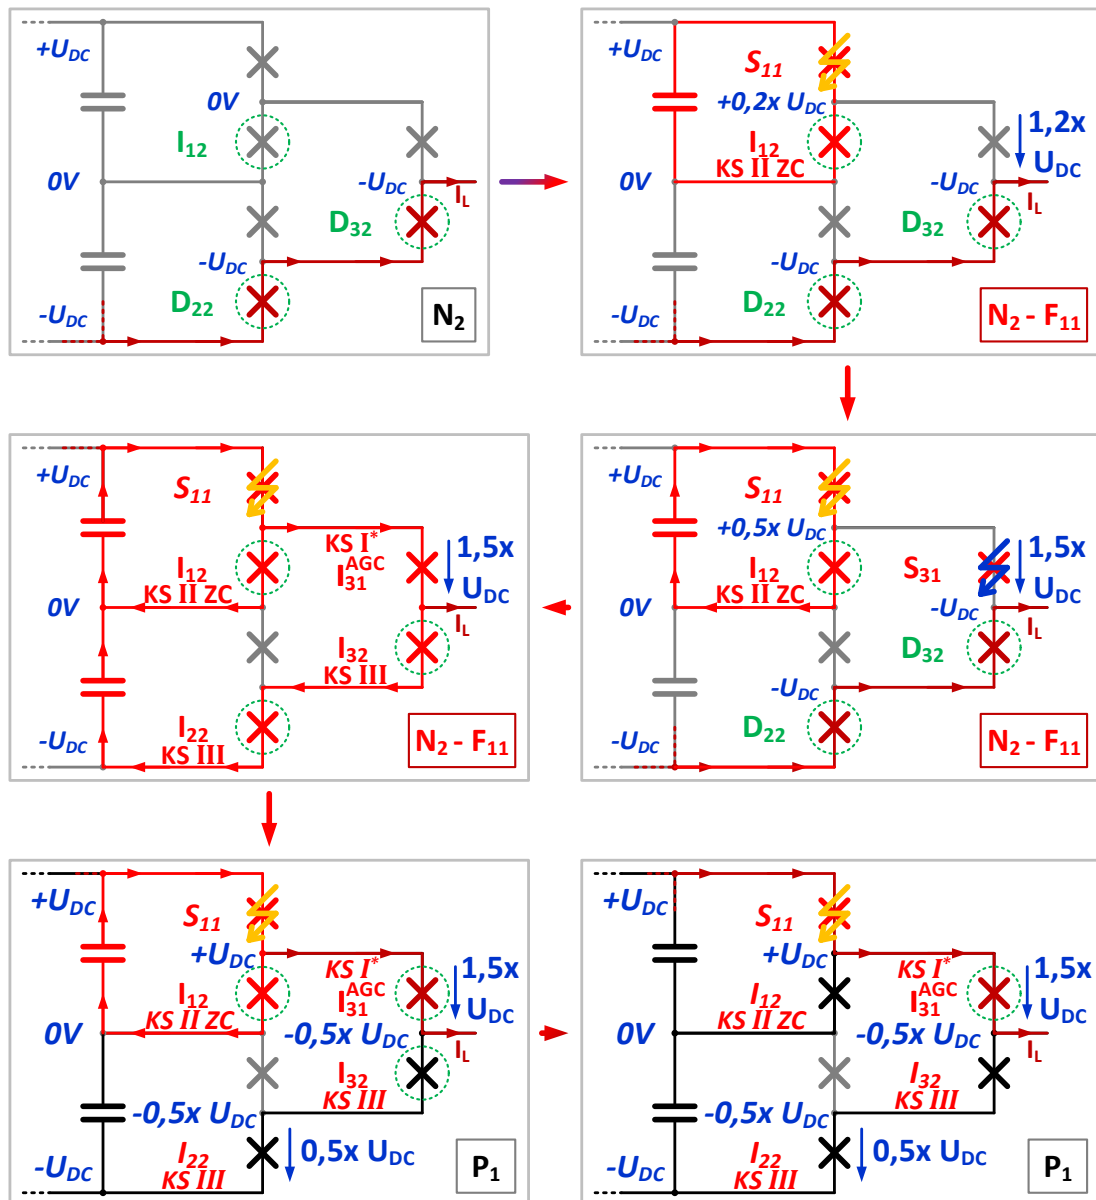 +U_DC
0V
I_12
0V
-U_DC
I_L
D_32
-U_DC
D_22
-U_DC
N_2
+U_DC
S_11
+0,2x U_DC
1,2x
U_DC
I_12
KS II ZC
0V
-U_DC
I_L
D_32
-U_DC
D_22
-U_DC
N_2 - F_11
+U_DC
S_11
KS I*
I_31^AGC
1,5x
U_DC
I_12
KS II ZC
0V
I_L
I_32
KS III
I_22
KS III
-U_DC
N_2 - F_11
+U_DC
S_11
+0,5x U_DC
1,5x
U_DC
I_12
KS II ZC
S_31
0V
-U_DC
I_L
D_32
-U_DC
D_22
-U_DC
N_2 - F_11
+U_DC
S_11
+U_DC
KS I*
I_31^AGC
1,5x
U_DC
I_12
KS II ZC
0V
-0,5x U_DC
I_L
I_32
KS III
-0,5x U_DC
I_22
KS III
0,5x U_DC
-U_DC
P_1
+U_DC
S_11
+U_DC
KS I*
I_31^AGC
1,5x
U_DC
I_12
KS II ZC
0V
-0,5x U_DC
I_L
I_32
KS III
-0,5x U_DC
I_22
KS III
0,5x U_DC
-U_DC
P_1